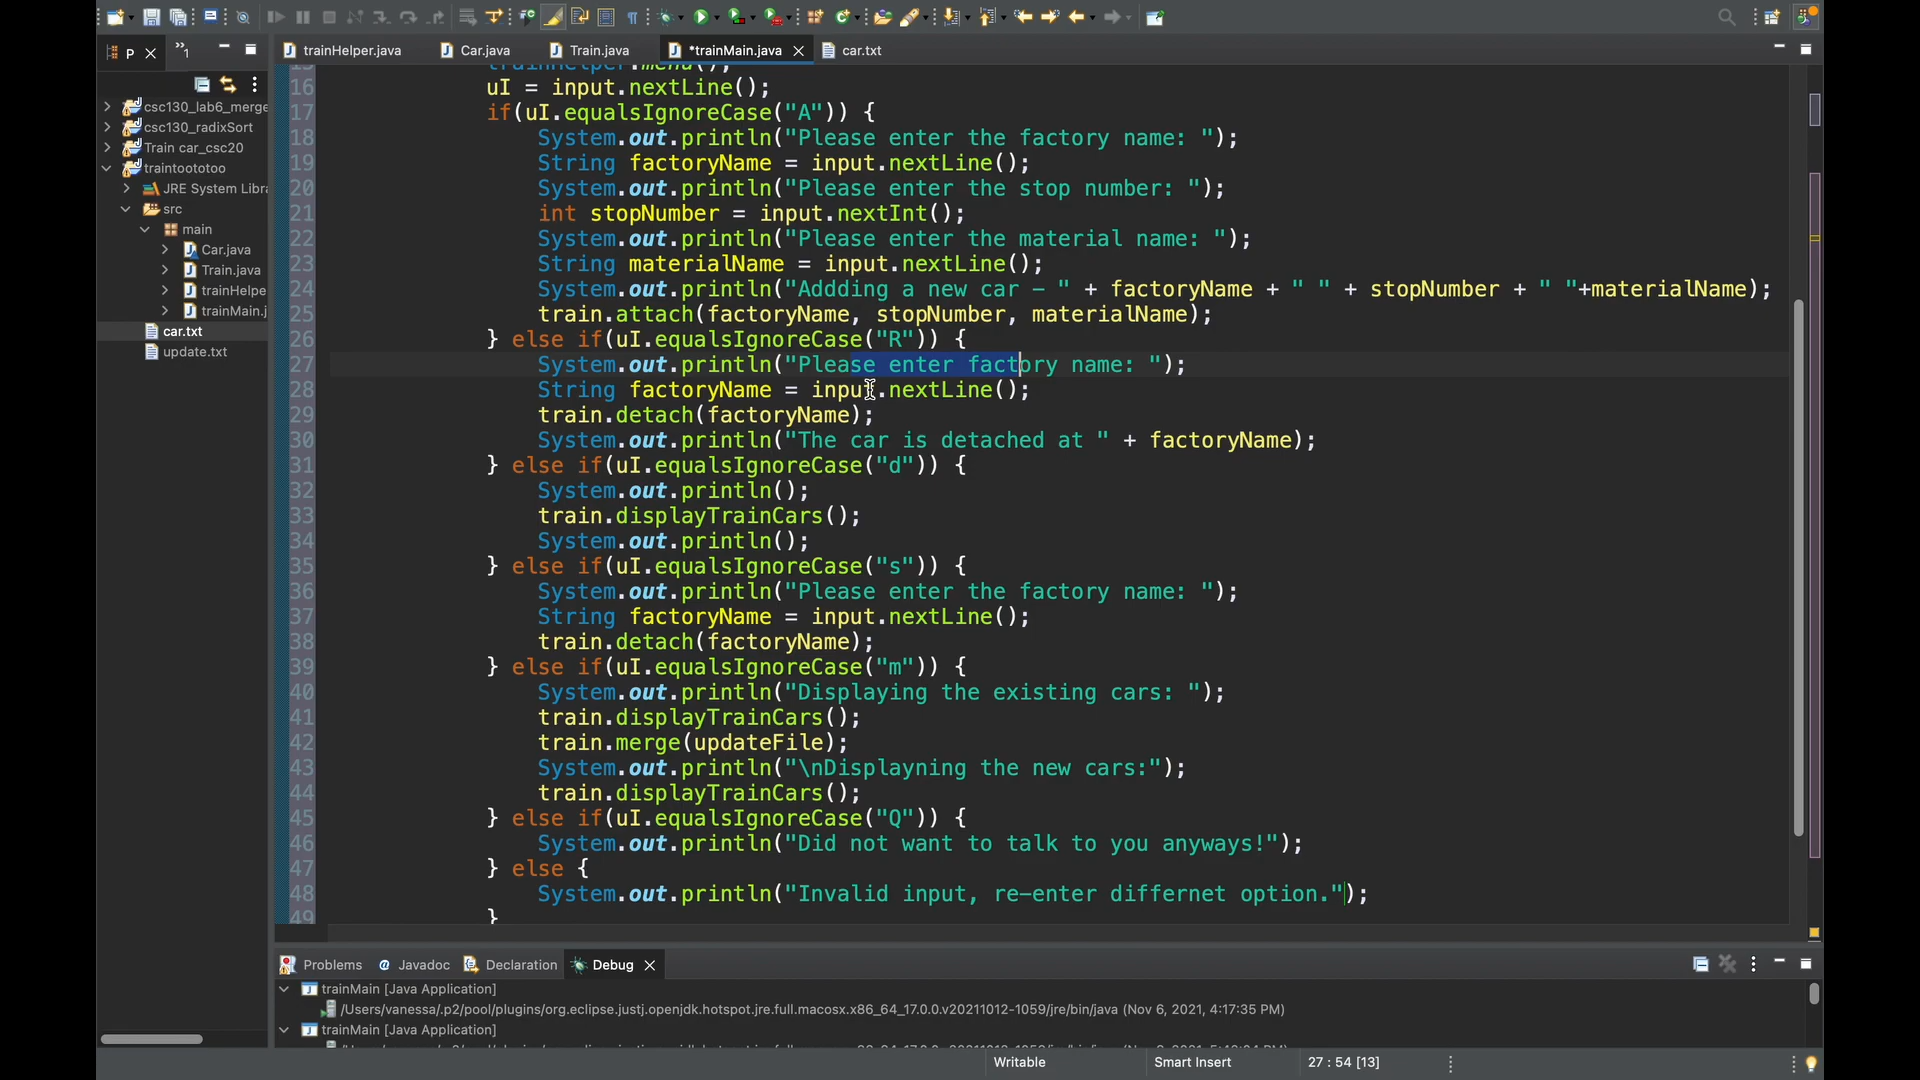 P
1
trainHelper.java
Car.java
Train.java
*trainMain.java
car.txt
csc130_lab6_merge
csc130_radixSort
Train car_csc20
traintootootoo
JRE System Libra
src
main
Car.java
Train.java
trainHelpe
trainMain.j
car.txt
update.txt
15 trainHelper.menu();
16 uI = input.nextLine();
17 if(uI.equalsIgnoreCase("A")) {
18 System.out.println("Please enter the factory name: ");
19 String factoryName = input.nextLine();
20 System.out.println("Please enter the stop number: ");
21 int stopNumber = input.nextInt();
22 System.out.println("Please enter the material name: ");
23 String materialName = input.nextLine();
24 System.out.println("Addding a new car – " + factoryName + " " + stopNumber + " "+materialName);
25 train.attach(factoryName, stopNumber, materialName);
26 } else if(uI.equalsIgnoreCase("R")) {
27 System.out.println("Please enter factory name: ");
28 String factoryName = input.nextLine();
29 train.detach(factoryName);
30 System.out.println("The car is detached at " + factoryName);
31 } else if(uI.equalsIgnoreCase("d")) {
32 System.out.println();
33 train.displayTrainCars();
34 System.out.println();
35 } else if(uI.equalsIgnoreCase("s")) {
36 System.out.println("Please enter the factory name: ");
37 String factoryName = input.nextLine();
38 train.detach(factoryName);
39 } else if(uI.equalsIgnoreCase("m")) {
40 System.out.println("Displaying the existing cars: ");
41 train.displayTrainCars();
42 train.merge(updateFile);
43 System.out.println("\nDisplayning the new cars:");
44 train.displayTrainCars();
45 } else if(uI.equalsIgnoreCase("Q")) {
46 System.out.println("Did not want to talk to you anyways!");
47 } else {
48 System.out.println("Invalid input, re–enter differnet option.");
49 }
Problems
Javadoc
Declaration
Debug
trainMain [Java Application]
/Users/vanessa/.p2/pool/plugins/org.eclipse.justj.openjdk.hotspot.jre.full.macosx.x86_64_17.0.0.v20211012-1059/jre/bin/java (Nov 6, 2021, 4:17:35 PM)
trainMain [Java Application]
Writable
Smart Insert
27 : 54 [13]